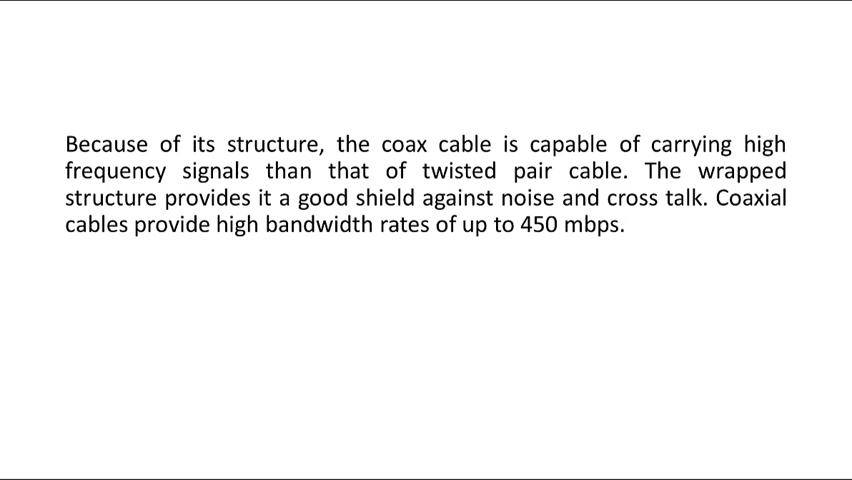 Because of its structure, the coax cable is capable of carrying high
frequency signals than that of twisted pair cable. The wrapped
structure provides it a good shield against noise and cross talk. Coaxial
cables provide high bandwidth rates of up to 450 mbps.